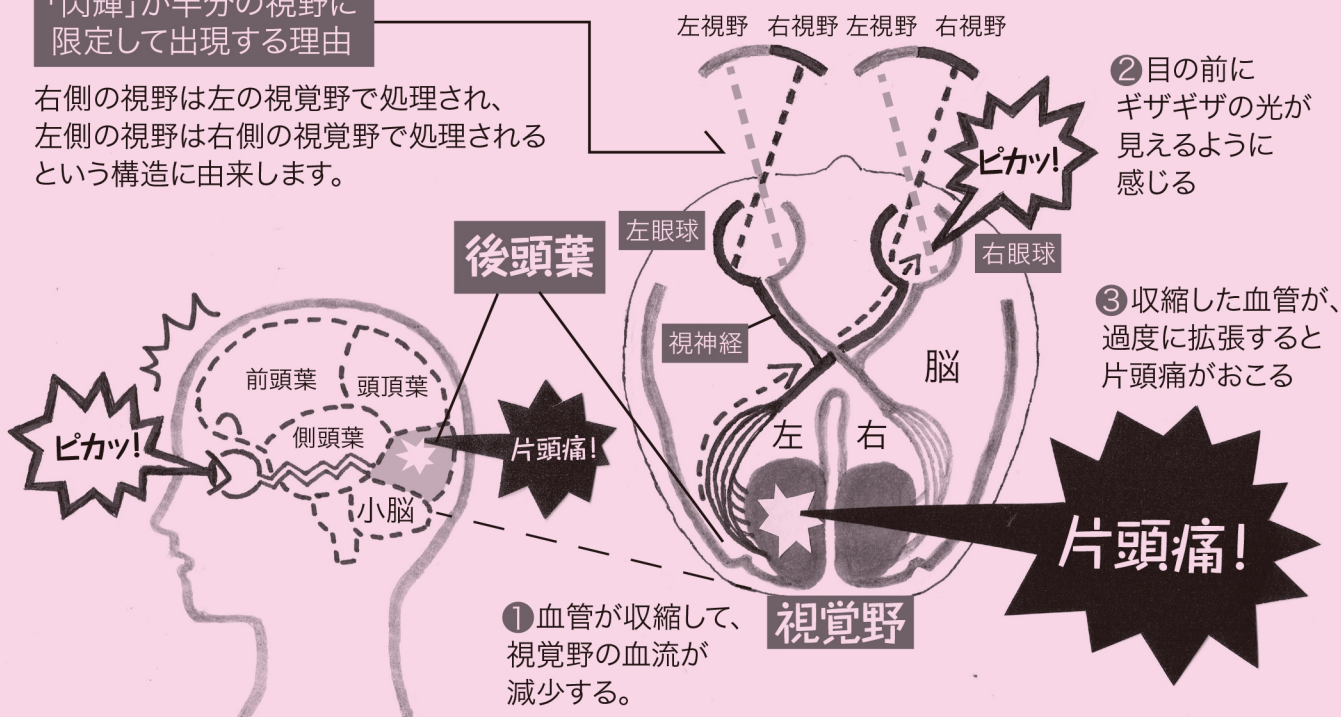 「閃輝」が半分の視野に
限定して出現する理由
右側の視野は左の視覚野で処理され、
左側の視野は右側の視覚野で処理される
という構造に由来します。
左視野 右視野 左視野 右視野
❷目の前に
ギザギザの光が
見えるように
感じる
ピカッ!
左眼球
右眼球
後頭葉
視神経
脳
❸収縮した血管が、
過度に拡張すると
片頭痛がおこる
前頭葉
頭頂葉
側頭葉
小脳
ピカッ!
片頭痛!
左 右
片頭痛!
❶血管が収縮して、
視覚野の血流が
減少する。
視覚野